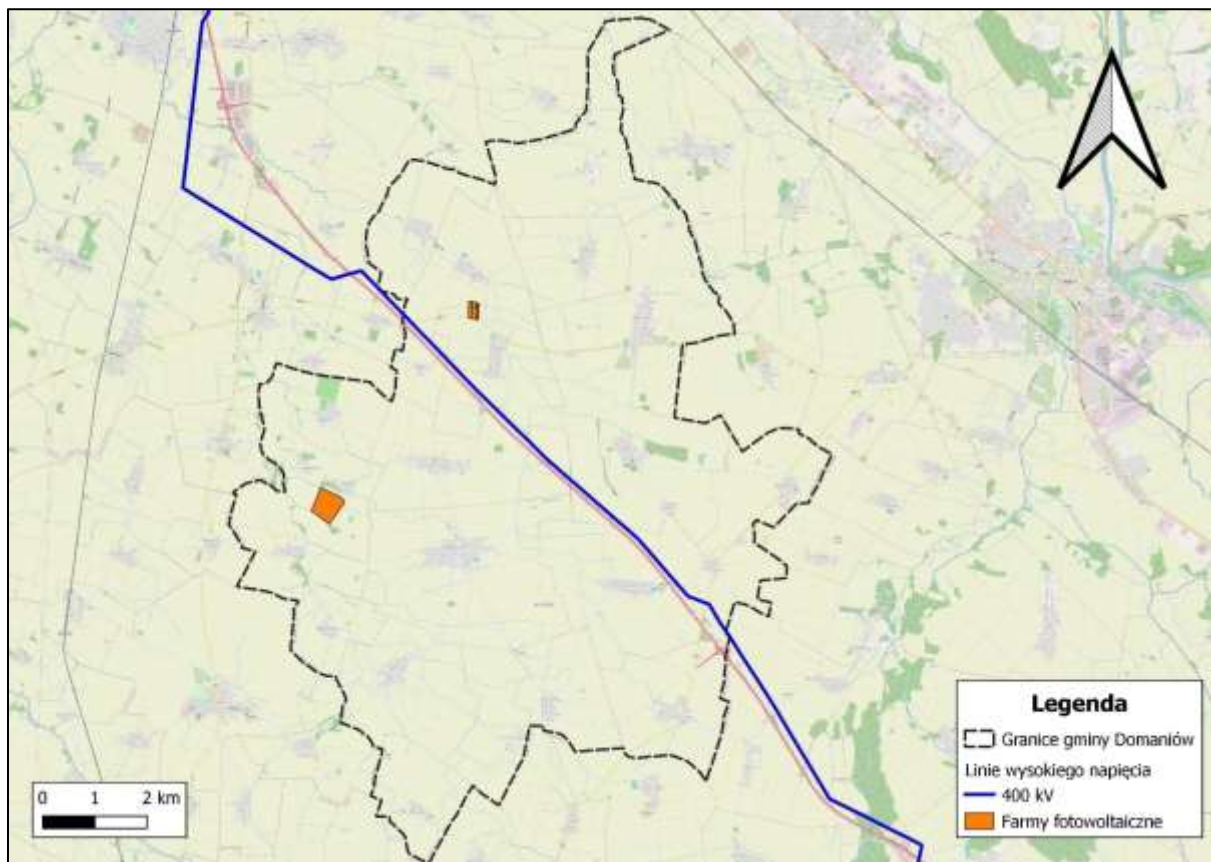 Legenda
Granice gminy Domaniów
Linie wysokiego napięcia
400 kV
Farmy fotowoltaiczne
0 1 2 km